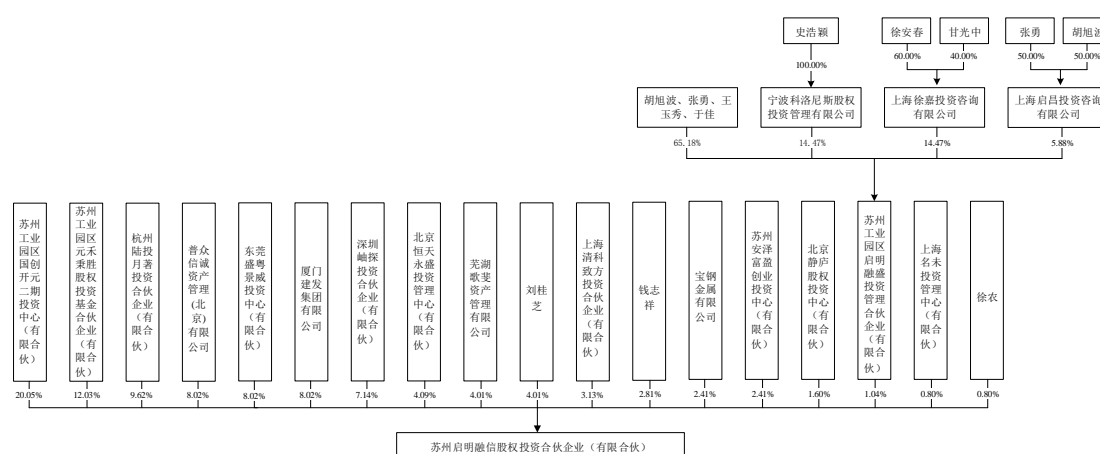 史浩颖
徐安春
甘光中
张勇
胡旭波
100.00%
60.00%
40.00%
50.00%
50.00%
胡旭波、张勇、王
玉秀、于佳
宁波科洛尼斯股权
投资管理有限公司
上海徐嘉投资咨询
有限公司
上海启昌投资咨询
有限公司
65.18%
14.47%
14.47%
5.88%
苏州工业园区国创开元二期投资中心（有限合伙）
苏州工业园区元禾秉胜股权投资基金合伙企业（有限合伙）
杭州陆投月著投资合伙企业（有限合伙）
普众信诚资产管理(北京)有限公司
东莞盛粤景威投资中心（有限合伙）
厦门建发集团有限公司
深圳岫探投资合伙企业（有限合伙）
北京恒天永盛投资管理中心（有限合伙）
芜湖歌斐资产管理有限公司
刘桂芝
上海清科致方投资合伙企业（有限合伙）
钱志祥
宝钢金属有限公司
苏州安泽富盈创业投资中心（有限合伙）
北京静庐股权投资中心（有限合伙）
苏州工业园区启明融盛投资管理合伙企业（有限合伙）
上海名未投资管理中心（有限合伙）
徐农
20.05%
12.03%
9.62%
8.02%
8.02%
8.02%
7.14%
4.09%
4.01%
4.01%
3.13%
2.81%
2.41%
2.41%
1.60%
1.04%
0.80%
0.80%
苏州启明融信股权投资合伙企业（有限合伙）